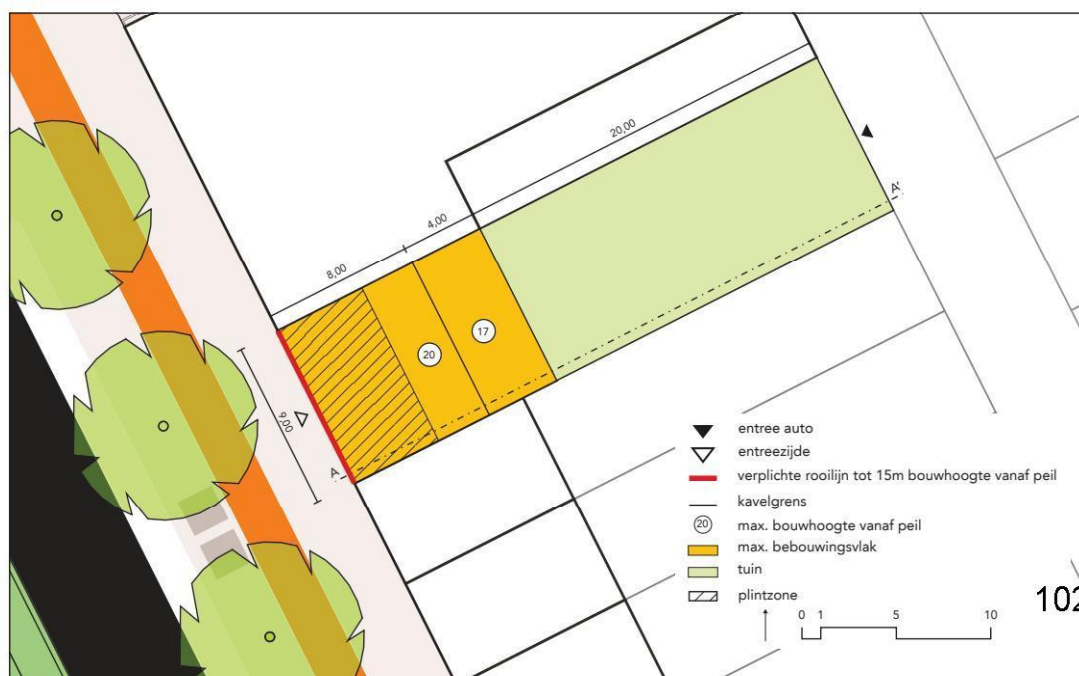 20,00
4,00
8,00
A'
17
20
9,00
A
entree auto
entreezijde
verplichte rooilijn tot 15m bouwhoogte vanaf peil
kavelgrens
20 max. bouwhoogte vanaf peil
max. bebouwingsvlak
tuin
plintzone
102
0 1 5 10